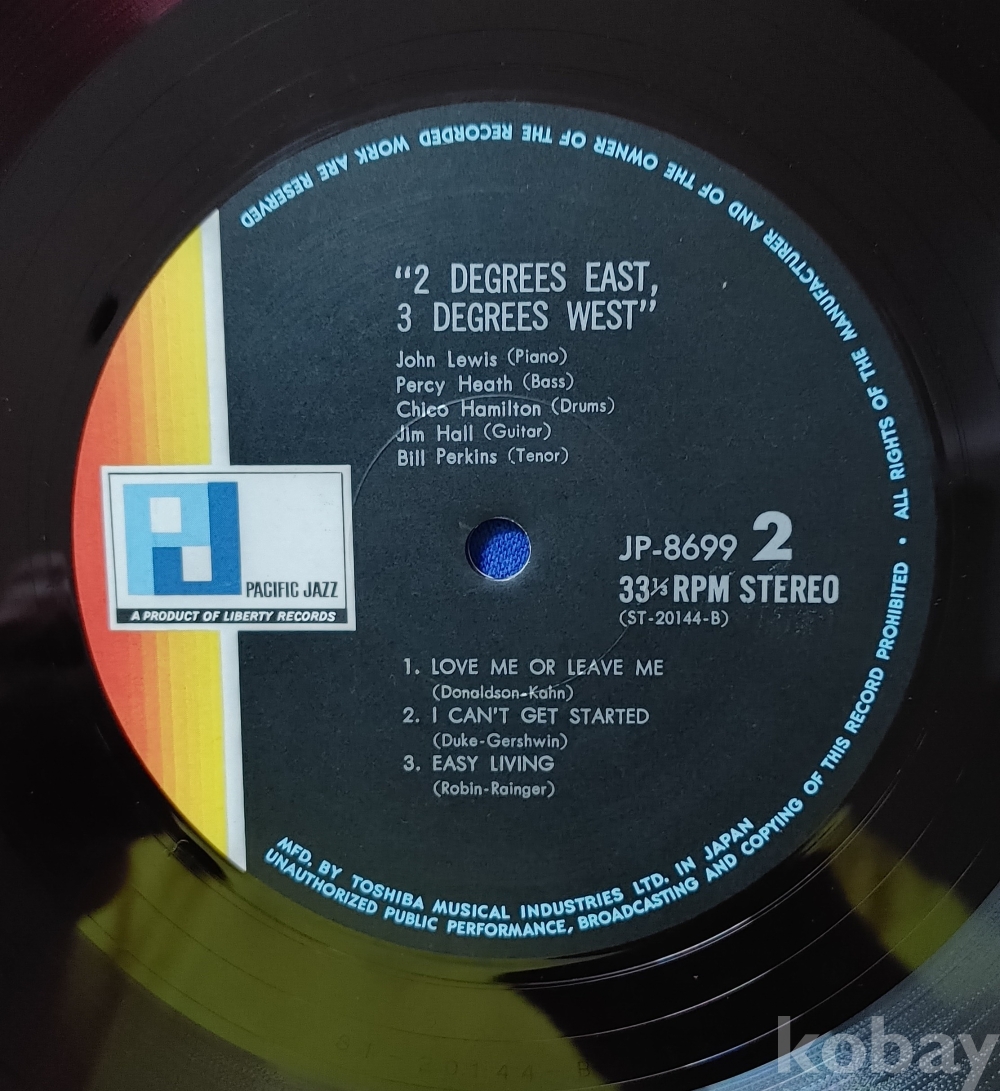 "2 DEGREES EAST,
3 DEGREES WEST"
John Lewis (Piano)
Percy Heath (Bass)
Chico Hamilton (Drums)
Jim Hall (Guitar)
Bill Perkins (Tenor)
PJ
PACIFIC JAZZ
A PRODUCT OF LIBERTY RECORDS
JP-8699 2
33⅓ RPM STEREO
(ST-20144-B)
1. LOVE ME OR LEAVE ME
(Donaldson-Kahn)
2. I CAN'T GET STARTED
(Duke-Gershwin)
3. EASY LIVING
(Robin-Rainger)
MFD. BY TOSHIBA MUSICAL INDUSTRIES LTD. IN JAPAN
UNAUTHORIZED PUBLIC PERFORMANCE, BROADCASTING AND COPYING OF THIS RECORD PROHIBITED • ALL RIGHTS OF THE MANUFACTURER AND OF THE OWNER OF THE RECORDED WORK ARE RESERVED
kobay